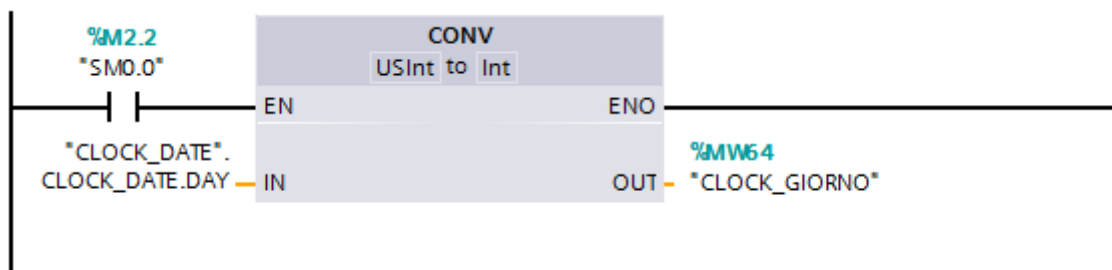 %M2.2
"SM0.0"
CONV
USInt to Int
EN
ENO
"CLOCK_DATE".
CLOCK_DATE.DAY
IN
OUT
%MW64
"CLOCK_GIORNO"